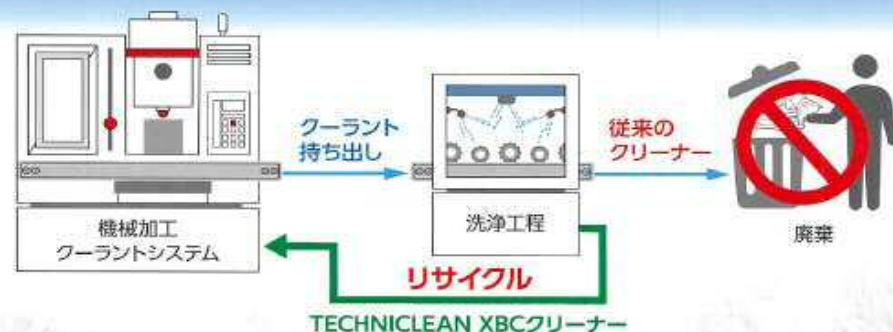 クーラント
持ち出し
従来の
クリーナー
機械加工
クーラントシステム
洗浄工程
廃棄
リサイクル
TECHNICLEAN XBCクリーナー